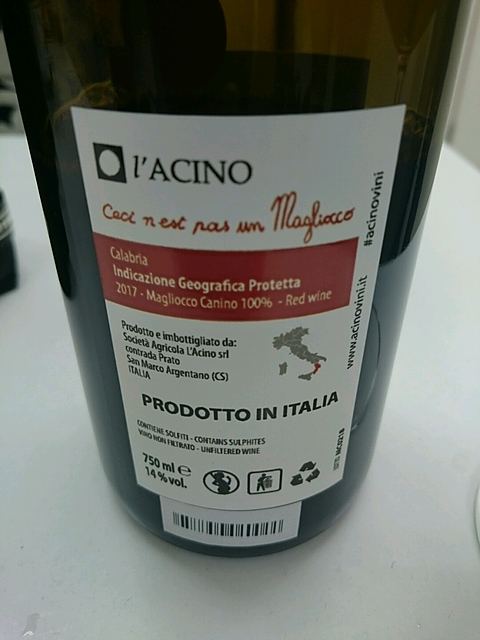 l'ACINO
Ceci n'est pas un Magliocco
Calabria
Indicazione Geografica Protetta
2017 - Magliocco Canino 100% - Red wine
Prodotto e imbottigliato da:
Società Agricola L'Acino srl
contrada Prato
San Marco Argentano (CS)
ITALIA
PRODOTTO IN ITALIA
CONTIENE SOLFITI - CONTAINS SULPHITES
VINO NON FILTRATO - UNFILTERED WINE
750 ml e
14 % vol.
www.acinovini.it
#acinovini